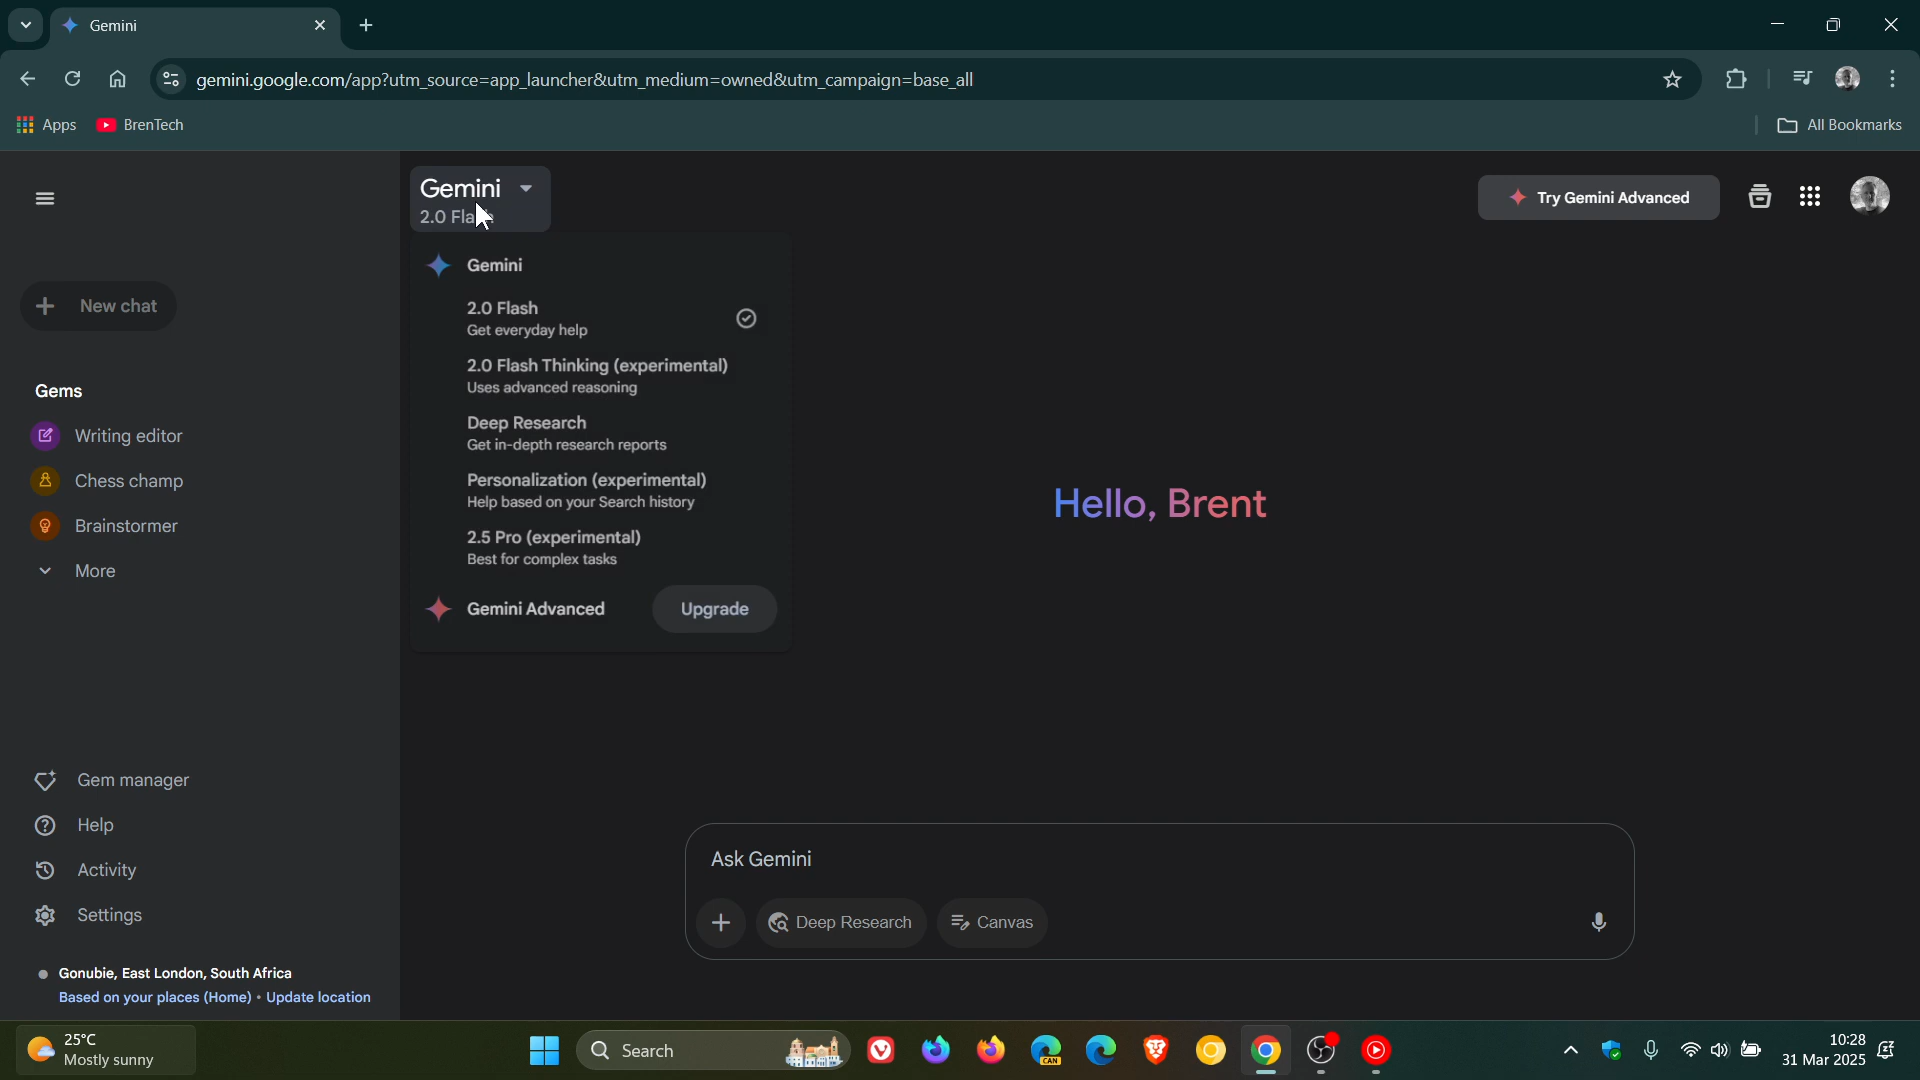 Gemini
gemini.google.com/app?utm_source=app_launcher&utm_medium=owned&utm_campaign=base_all
Apps
BrenTech
All Bookmarks
Gemini
2.0 Flash
Try Gemini Advanced
New chat
Gems
Writing editor
Chess champ
Brainstormer
More
Gem manager
Help
Activity
Settings
Gonubie, East London, South Africa
Based on your places (Home) • Update location
Gemini
2.0 Flash
Get everyday help
2.0 Flash Thinking (experimental)
Uses advanced reasoning
Deep Research
Get in-depth research reports
Personalization (experimental)
Help based on your Search history
2.5 Pro (experimental)
Best for complex tasks
Gemini Advanced
Upgrade
Hello, Brent
Ask Gemini
Deep Research
Canvas
25°C
Mostly sunny
Search
CAN
10:28
31 Mar 2025